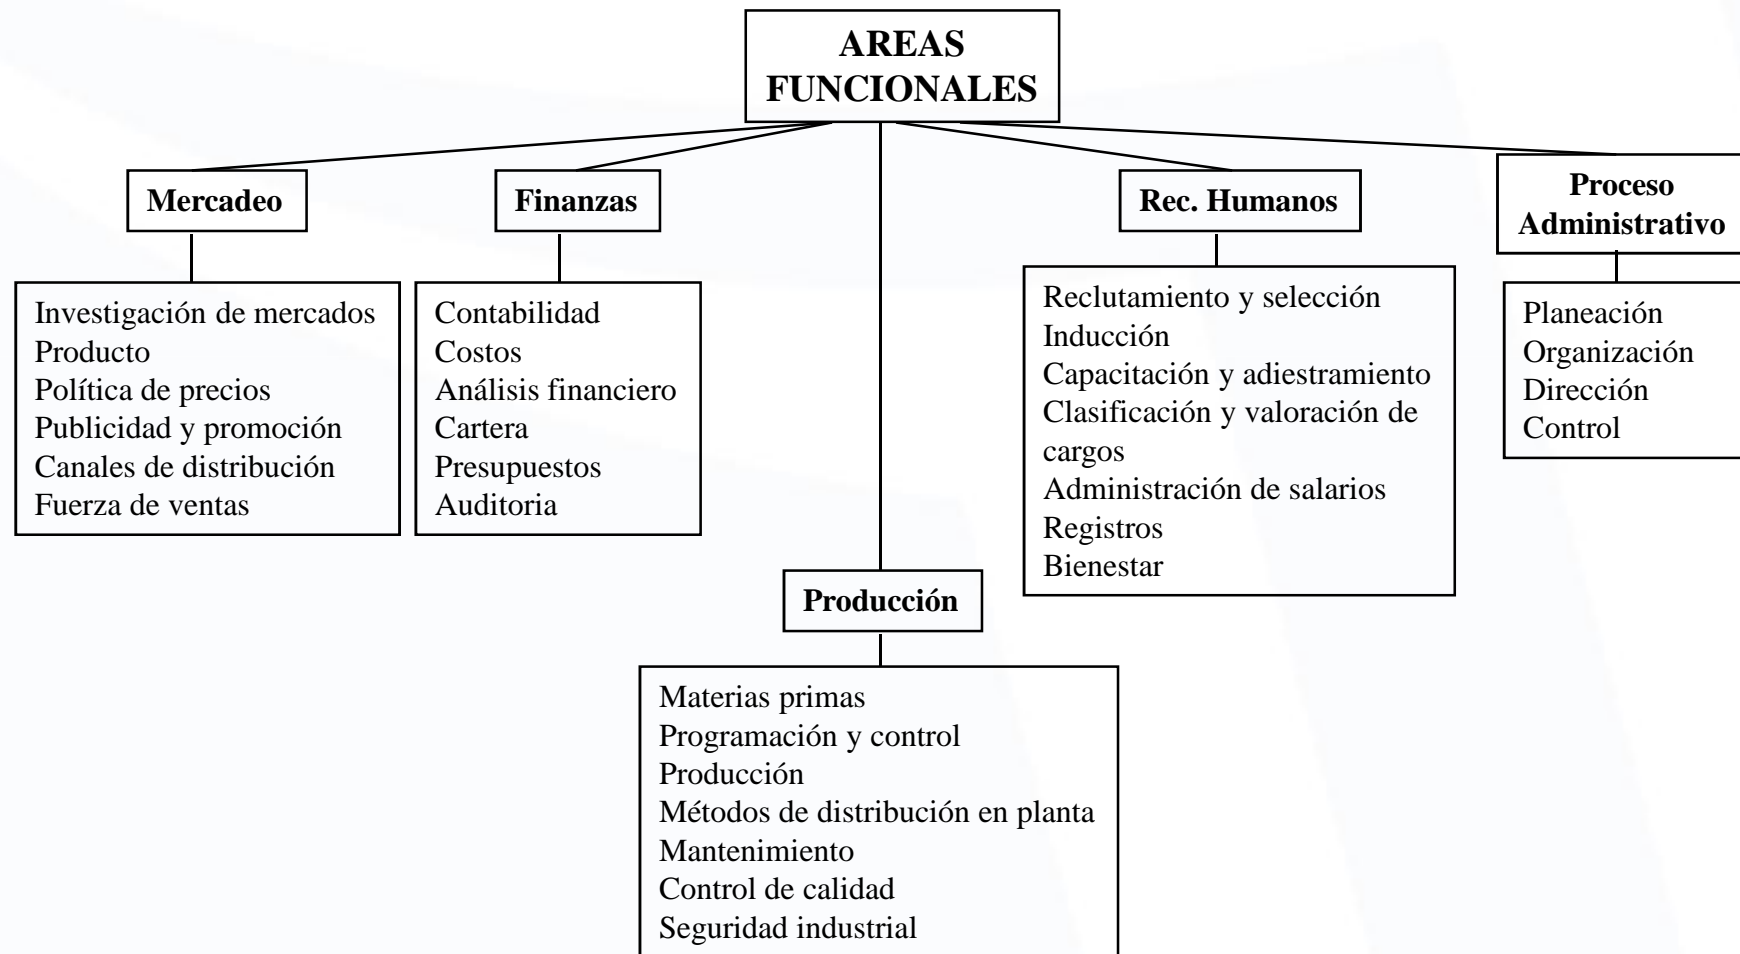 AREAS
FUNCIONALES
Mercadeo
Investigación de mercados
Producto
Política de precios
Publicidad y promoción
Canales de distribución
Fuerza de ventas
Finanzas
Contabilidad
Costos
Análisis financiero
Cartera
Presupuestos
Auditoria
Producción
Materias primas
Programación y control
Producción
Métodos de distribución en planta
Mantenimiento
Control de calidad
Seguridad industrial
Rec. Humanos
Reclutamiento y selección
Inducción
Capacitación y adiestramiento
Clasificación y valoración de
cargos
Administración de salarios
Registros
Bienestar
Proceso
Administrativo
Planeación
Organización
Dirección
Control